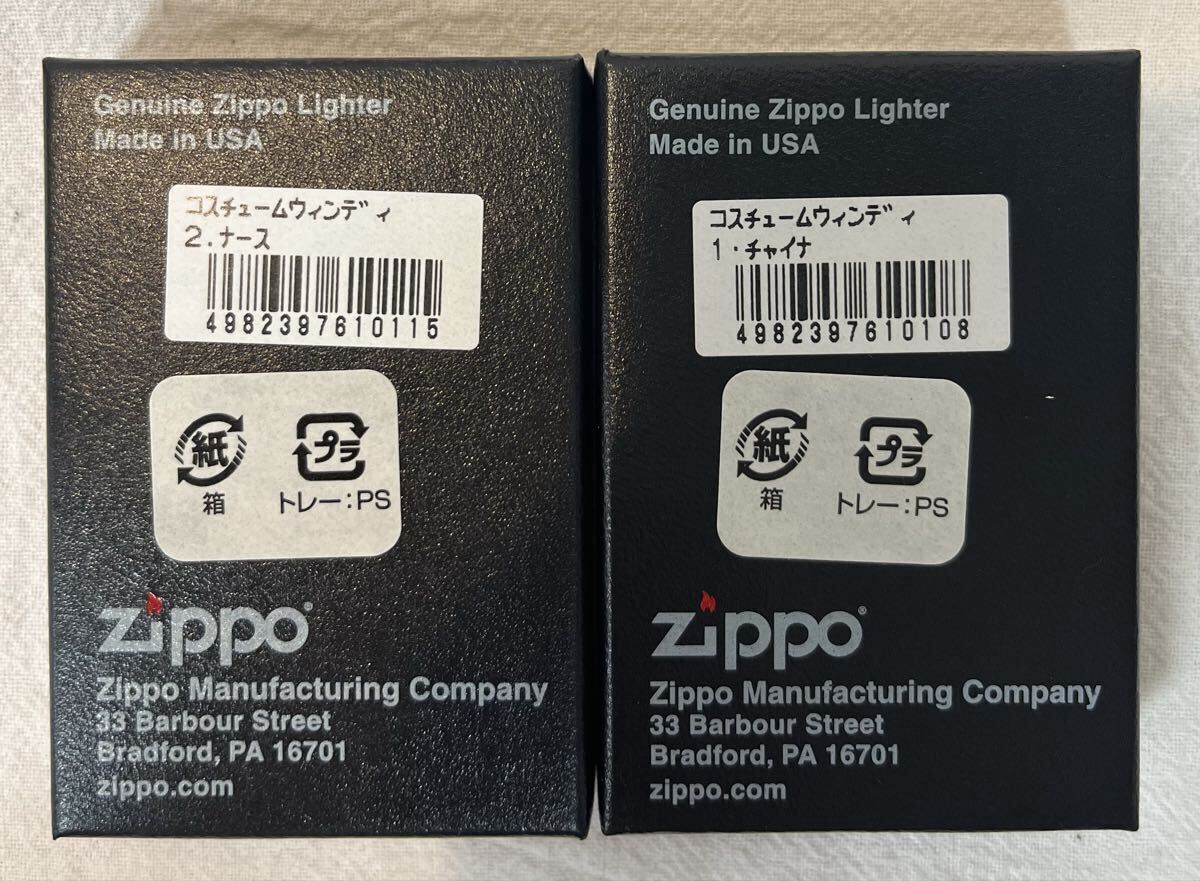 Genuine Zippo Lighter
Made in USA
コスチュームウィンディ
2.ナース
4982397610115
紙
プラ
箱
トレー:PS
zippo®
Zippo Manufacturing Company
33 Barbour Street
Bradford, PA 16701
zippo.com
Genuine Zippo Lighter
Made in USA
コスチュームウィンディ
1・チャイナ
4982397610108
紙
プラ
箱
トレー:PS
zippo®
Zippo Manufacturing Company
33 Barbour Street
Bradford, PA 16701
zippo.com